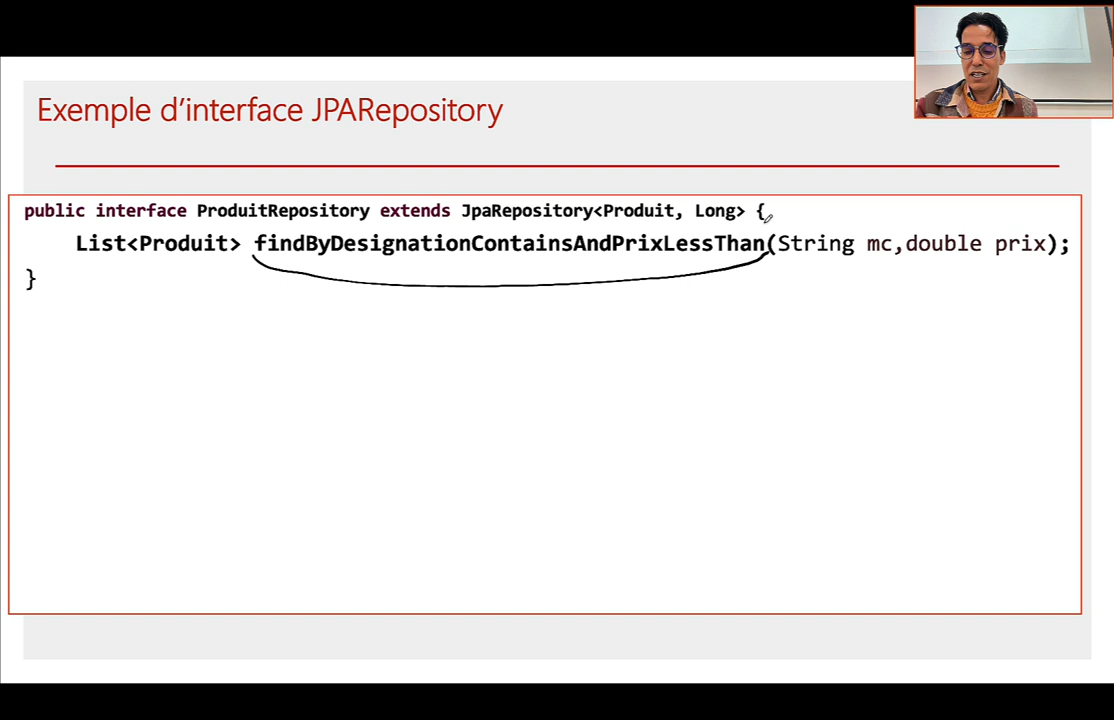 Exemple d’interface JPARepository
public interface ProduitRepository extends JpaRepository<Produit, Long> {
List<Produit> findByDesignationContainsAndPrixLessThan(String mc,double prix);
}